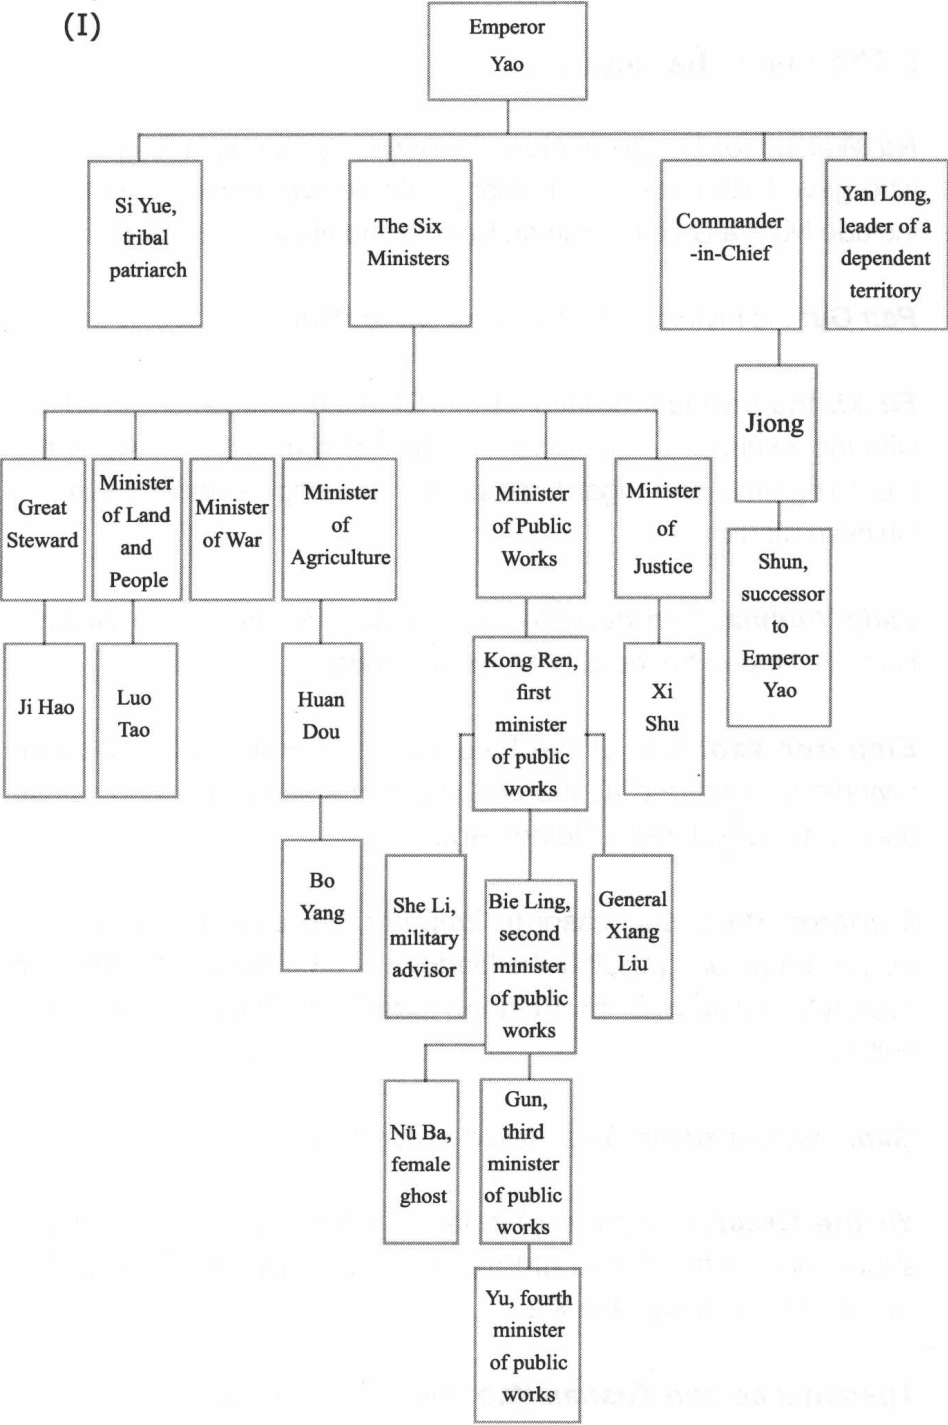 (I)
Emperor
Yao
Si Yue,
tribal
patriarch
The Six
Ministers
Commander
-in-Chief
Yan Long,
leader of a
dependent
territory
Jiong
Shun,
successor
to
Emperor
Yao
Great
Steward
Minister
of Land
and
People
Minister
of War
Minister
of
Agriculture
Minister
of Public
Works
Minister
of
Justice
Ji Hao
Luo
Tao
Huan
Dou
Kong Ren,
first
minister
of public
works
Xi
Shu
Bo
Yang
She Li,
military
advisor
Bie Ling,
second
minister
of public
works
General
Xiang
Liu
Nü Ba,
female
ghost
Gun,
third
minister
of public
works
Yu, fourth
minister
of public
works